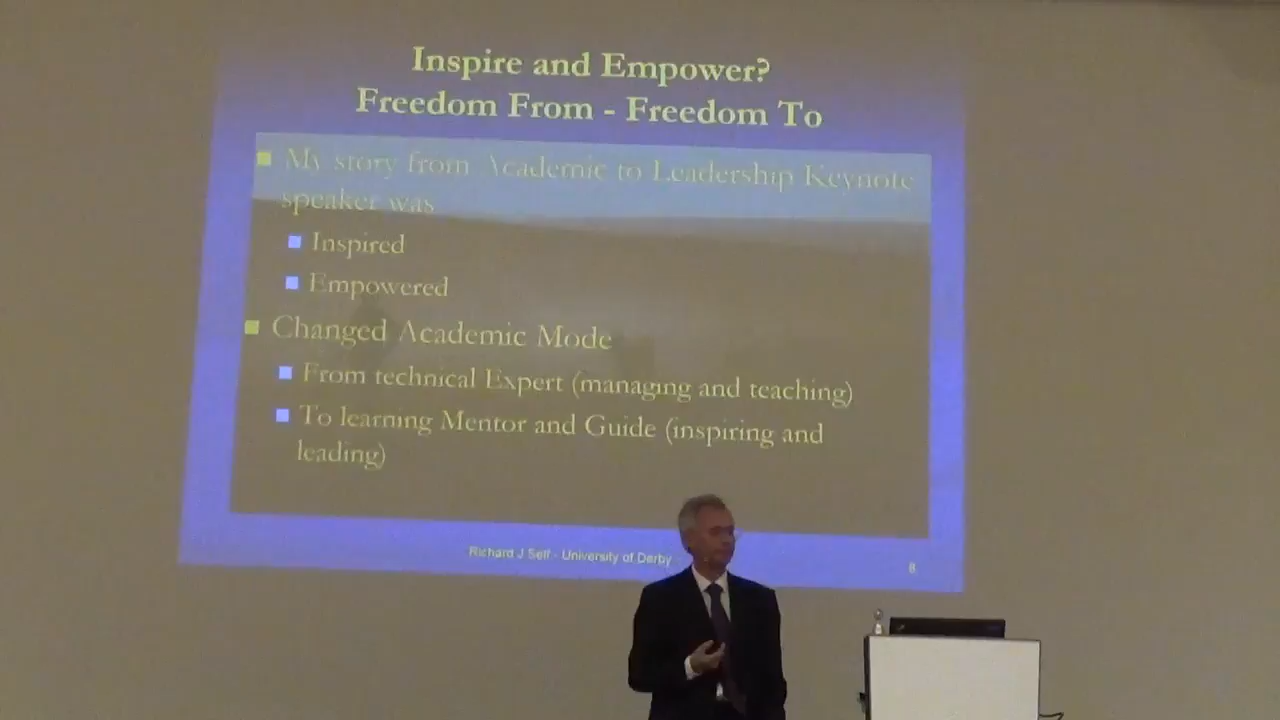 Inspire and Empower?
Freedom From - Freedom To
My story from Academic to Leadership Keynote
speaker was
Inspired
Empowered
Changed Academic Mode
From technical Expert (managing and teaching)
To learning Mentor and Guide (inspiring and
leading)
Richard J Self - University of Derby
8